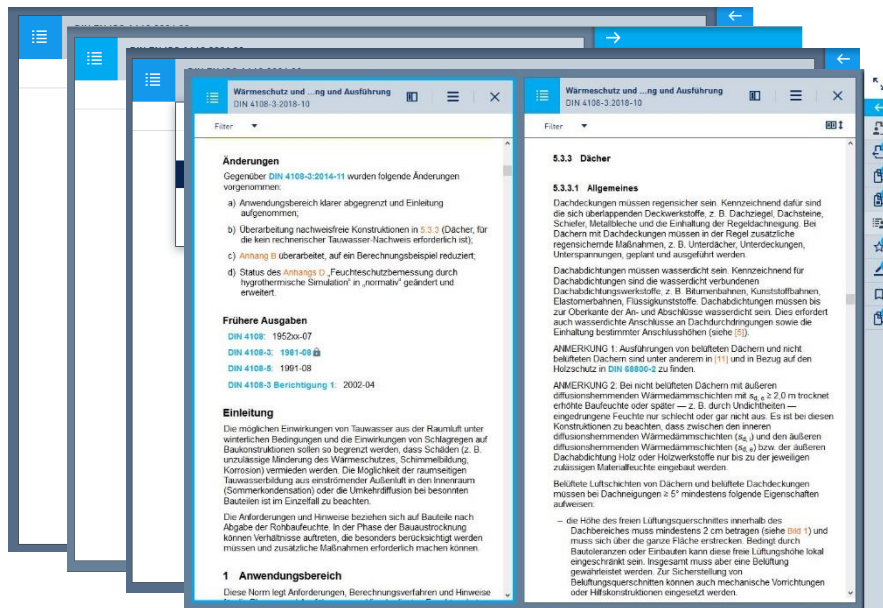 Wärmeschutz und ...ng und Ausführung
DIN 4108-3:2018-10
Filter
Änderungen
Gegenüber DIN 4108-3:2014-11 wurden folgende Änderungen
vorgenommen:
a) Anwendungsbereich klarer abgegrenzt und Einleitung
aufgenommen;
b) Überarbeitung nachweisfreie Konstruktionen in 5.3.3 (Dächer, für
die kein rechnerischer Tauwasser-Nachweis erforderlich ist);
c) Anhang B überarbeitet, auf ein Berechnungsbeispiel reduziert;
d) Status des Anhangs D „Feuchteschutzbemessung durch
hygrothermische Simulation“ in „normativ“ geändert und
erweitert.
Frühere Ausgaben
DIN 4108: 1952xx-07
DIN 4108-3: 1981-08
DIN 4108-5: 1991-08
DIN 4108-3 Berichtigung 1: 2002-04
Einleitung
Die möglichen Einwirkungen von Tauwasser aus der Raumluft unter
winterlichen Bedingungen und die Einwirkungen von Schlagregen auf
Baukonstruktionen sollen so begrenzt werden, dass Schäden (z. B.
unzulässige Minderung des Wärmeschutzes, Schimmelbildung,
Korrosion) vermieden werden. Die Möglichkeit der raumseitigen
Tauwasserbildung aus einströmender Außenluft in den Innenraum
(Sommerkondensation) oder die Umkehrdiffusion bei besonnten
Bauteilen ist im Einzelfall zu beachten.
Die Anforderungen und Hinweise beziehen sich auf Bauteile nach
Abgabe der Rohbaufeuchte. In der Phase der Bauaustrocknung
können Verhältnisse auftreten, die besonders berücksichtigt werden
müssen und zusätzliche Maßnahmen erforderlich machen können.
1 Anwendungsbereich
Diese Norm legt Anforderungen, Berechnungsverfahren und Hinweise
Wärmeschutz und ...ng und Ausführung
DIN 4108-3:2018-10
Filter
5.3.3 Dächer
5.3.3.1 Allgemeines
Dachdeckungen müssen regensicher sein. Kennzeichnend dafür sind
die sich überlappenden Deckwerkstoffe, z. B. Dachziegel, Dachsteine,
Schiefer, Metallbleche und die Einhaltung der Regeldachneigung. Bei
Dächern mit Dachdeckungen müssen in der Regel zusätzliche
regensichernde Maßnahmen, z. B. Unterdächer, Unterdeckungen,
Unterspannungen, geplant und ausgeführt werden.
Dachabdichtungen müssen wasserdicht sein. Kennzeichnend für
Dachabdichtungen sind die wasserdicht verbundenen
Dachabdichtungswerkstoffe, z. B. Bitumenbahnen, Kunststoffbahnen,
Elastomerbahnen, Flüssigkunststoffe. Dachabdichtungen müssen bis
zur Oberkante der An- und Abschlüsse wasserdicht sein. Dies erfordert
auch wasserdichte Anschlüsse an Dachdurchdringungen sowie die
Einhaltung bestimmter Anschlusshöhen (siehe [5]).
ANMERKUNG 1: Ausführungen von belüfteten Dächern und nicht
belüfteten Dächern sind unter anderem in [11] und in Bezug auf den
Holzschutz in DIN 68800-2 zu finden.
ANMERKUNG 2: Bei nicht belüfteten Dächern mit äußeren
diffusionshemmenden Wärmedämmschichten mit sd, e ≥ 2,0 m trocknet
erhöhte Baufeuchte oder später — z. B. durch Undichtheiten —
eingedrungene Feuchte nur schlecht oder gar nicht aus. Es ist bei diesen
Konstruktionen zu beachten, dass zwischen den inneren
diffusionshemmenden Wärmedämmschichten (sd, i) und den äußeren
diffusionshemmenden Wärmedämmschichten (sd, e) bzw. der äußeren
Dachabdichtung Holz oder Holzwerkstoffe nur bis zu der jeweiligen
zulässigen Materialfeuchte eingebaut werden.
Belüftete Luftschichten von Dächern und belüftete Dachdeckungen
müssen bei Dachneigungen ≥ 5° mindestens folgende Eigenschaften
aufweisen:
– die Höhe des freien Lüftungsquerschnittes innerhalb des
Dachbereiches muss mindestens 2 cm betragen (siehe Bild 1) und
muss sich über die ganze Fläche erstrecken. Bedingt durch
Bautoleranzen oder Einbauten kann diese freie Lüftungshöhe lokal
eingeschränkt sein. Insgesamt muss aber eine Belüftung
gewährleistet werden. Zur Sicherstellung von
Belüftungsquerschnitten können auch mechanische Vorrichtungen
oder Hilfskonstruktionen eingesetzt werden.